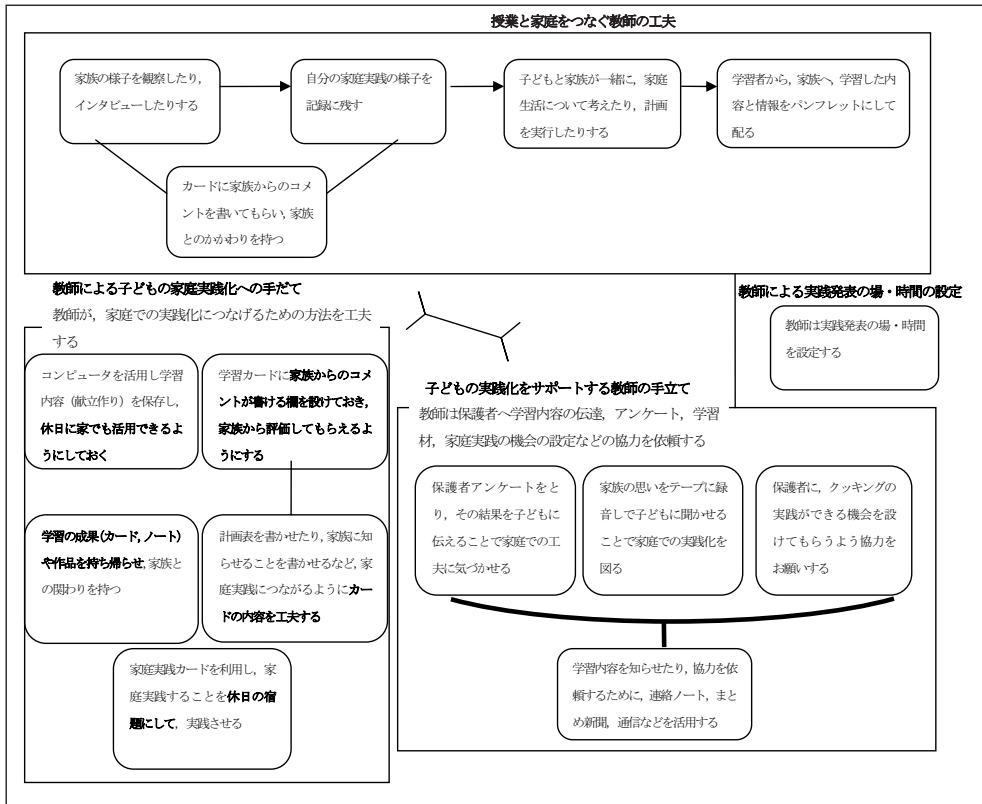 授業と家庭をつなぐ教師の工夫
家族の様子を観察したり,
インタビューしたりする
自分の家庭実践の様子を
記録に残す
子どもと家族が一緒に, 家庭
生活について考えたり, 計画
を実行したりする
学習者から, 家族へ, 学習した内
容と情報をパンフレットにして
配る
カードに家族からのコメ
ントを書いてもらい, 家族
とのかかわりを持つ
教師による子どもの家庭実践化への手だて
教師が, 家庭での実践化につなげるための方法を工夫
する
コンピュータを活用し学習
内容（献立作り）を保存し,
休日に家でも活用できるよ
うにしておく
学習カードに家族からのコメ
ントが書ける欄を設けておき,
家族から評価してもらえるよ
うにする
学習の成果(カード, ノート)
や作品を持ち帰らせ, 家族と
の関わりを持つ
計画表を書かせたり, 家族に知
らせることを書かせるなど, 家
庭実践につながるようにカー
ドの内容を工夫する
家庭実践カードを利用し, 家
庭実践することを休日の宿
題にして, 実践させる
教師による実践発表の場・時間の設定
教師は実践発表の場・時間
を設定する
子どもの実践化をサポートする教師の手立て
教師は保護者へ学習内容の伝達, アンケート, 学習
材, 家庭実践の機会の設定などの協力を依頼する
保護者アンケートをと
り, その結果を子どもに
伝えることで家庭での工
夫に気づかせる
家族の思いをテープに録
音しで子どもに聞かせる
ことで家庭での実践化を
図る
保護者に, クッキングの
実践ができる機会を設
けてもらうよう協力を
お願いする
学習内容を知らせたり, 協力を依
頼するために, 連絡ノート, まと
め新聞, 通信などを活用する